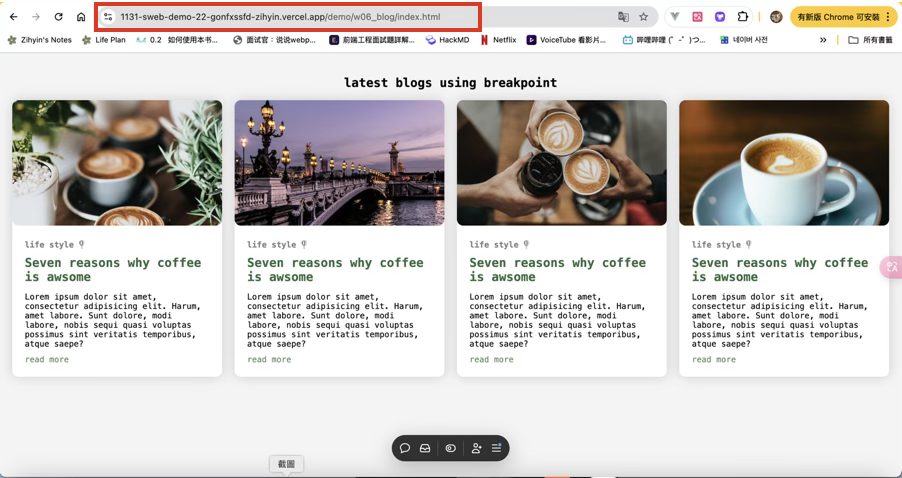 1131-sweb-demo-22-gonfxssfd-zihyin.vercel.app/demo/w06_blog/index.html
有新版 Chrome 可安裝
Zihyin's Notes
Life Plan
0.2 如何使用本书...
面试官：说说webp...
前端工程面試題詳解...
HackMD
Netflix
VoiceTube 看影片...
嗶哩嗶哩 (゜-゜)つ...
네이버 사전
»
所有書籤
latest blogs using breakpoint
life style
Seven reasons why coffee
is awsome
Lorem ipsum dolor sit amet,
consectetur adipisicing elit. Harum,
amet labore. Sunt dolore, modi
labore, nobis sequi quasi voluptas
possimus sint veritatis temporibus,
atque saepe?
read more
life style
Seven reasons why coffee
is awsome
Lorem ipsum dolor sit amet,
consectetur adipisicing elit. Harum,
amet labore. Sunt dolore, modi
labore, nobis sequi quasi voluptas
possimus sint veritatis temporibus,
atque saepe?
read more
life style
Seven reasons why coffee
is awsome
Lorem ipsum dolor sit amet,
consectetur adipisicing elit. Harum,
amet labore. Sunt dolore, modi
labore, nobis sequi quasi voluptas
possimus sint veritatis temporibus,
atque saepe?
read more
life style
Seven reasons why coffee
is awsome
Lorem ipsum dolor sit amet,
consectetur adipisicing elit. Harum,
amet labore. Sunt dolore, modi
labore, nobis sequi quasi voluptas
possimus sint veritatis temporibus,
atque saepe?
read more
截圖